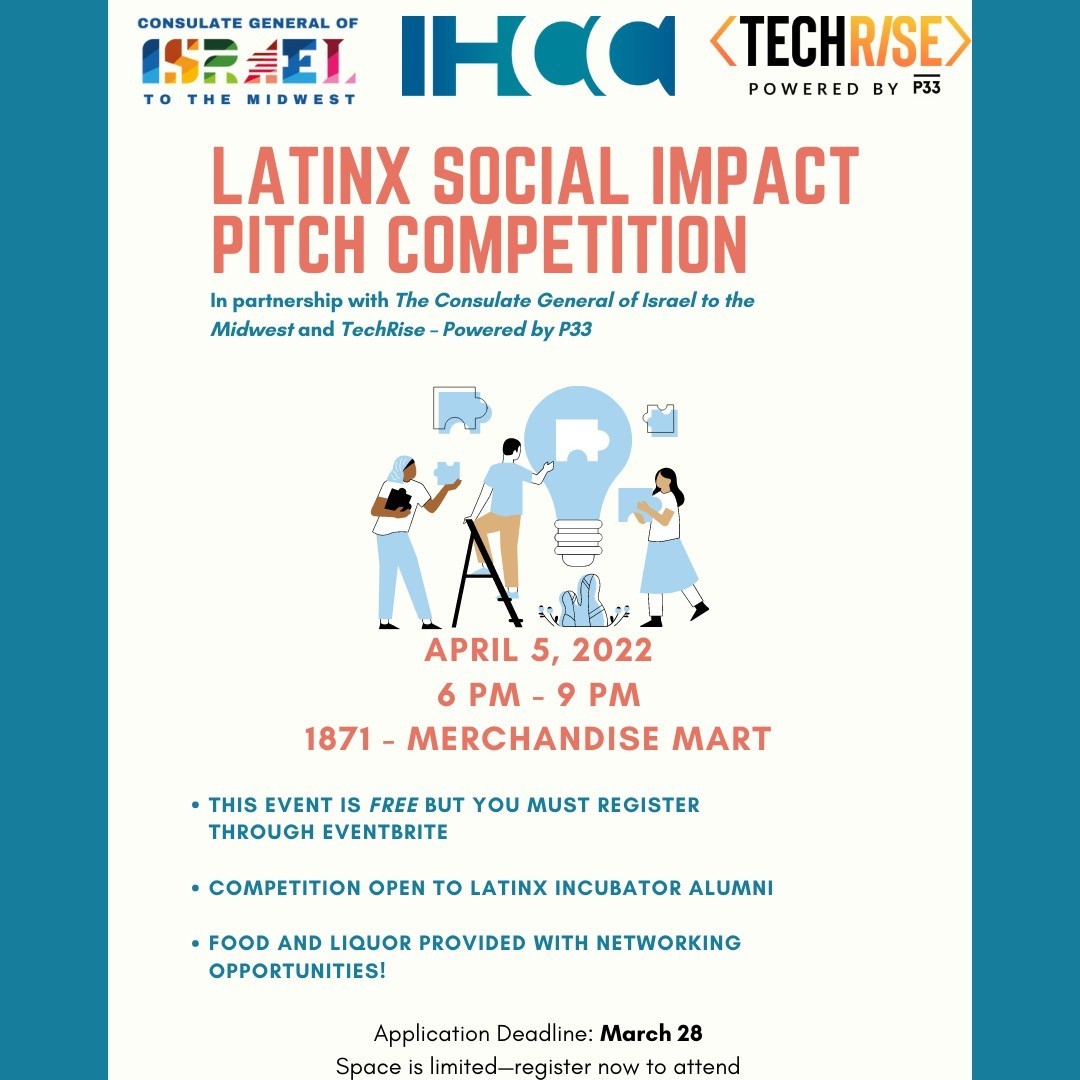 CONSULATE GENERAL OF
ISRAEL
TO THE MIDWEST
IHCC
<TECHRISE>
POWERED BY P33
LATINX SOCIAL IMPACT
PITCH COMPETITION
In partnership with The Consulate General of Israel to the
Midwest and TechRise - Powered by P33
APRIL 5, 2022
6 PM - 9 PM
1871 - MERCHANDISE MART
• THIS EVENT IS FREE BUT YOU MUST REGISTER
THROUGH EVENTBRITE
• COMPETITION OPEN TO LATINX INCUBATOR ALUMNI
• FOOD AND LIQUOR PROVIDED WITH NETWORKING
OPPORTUNITIES!
Application Deadline: March 28
Space is limited—register now to attend